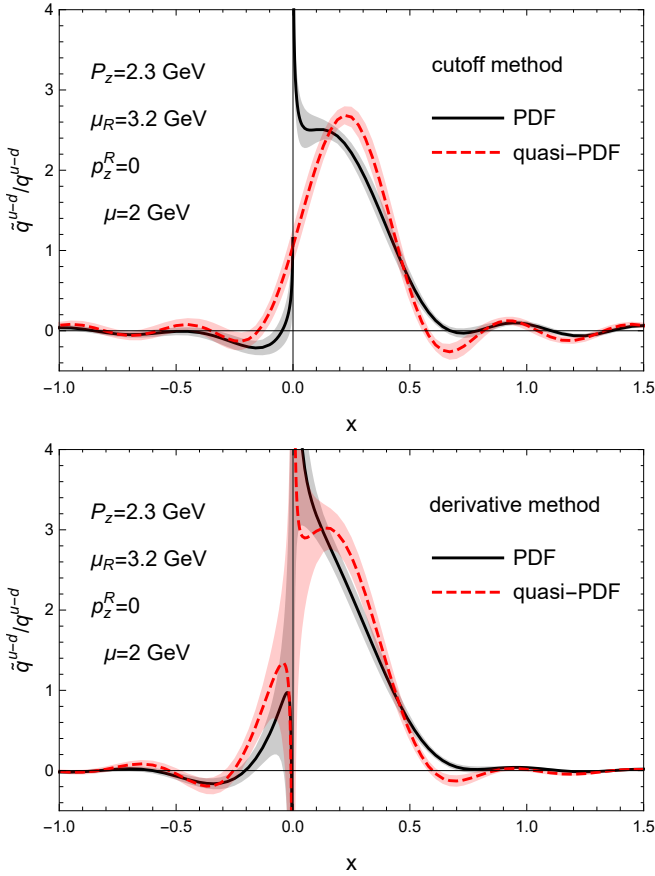 4
3
2
1
0
q̃ᵘ⁻ᵈ/qᵘ⁻ᵈ
P_z=2.3 GeV
μ_R=3.2 GeV
p_z^R=0
μ=2 GeV
cutoff method
PDF
quasi−PDF
−1.0 −0.5 0.0 0.5 1.0 1.5
x
4
3
2
1
0
q̃ᵘ⁻ᵈ/qᵘ⁻ᵈ
P_z=2.3 GeV
μ_R=3.2 GeV
p_z^R=0
μ=2 GeV
derivative method
PDF
quasi−PDF
−1.0 −0.5 0.0 0.5 1.0 1.5
x